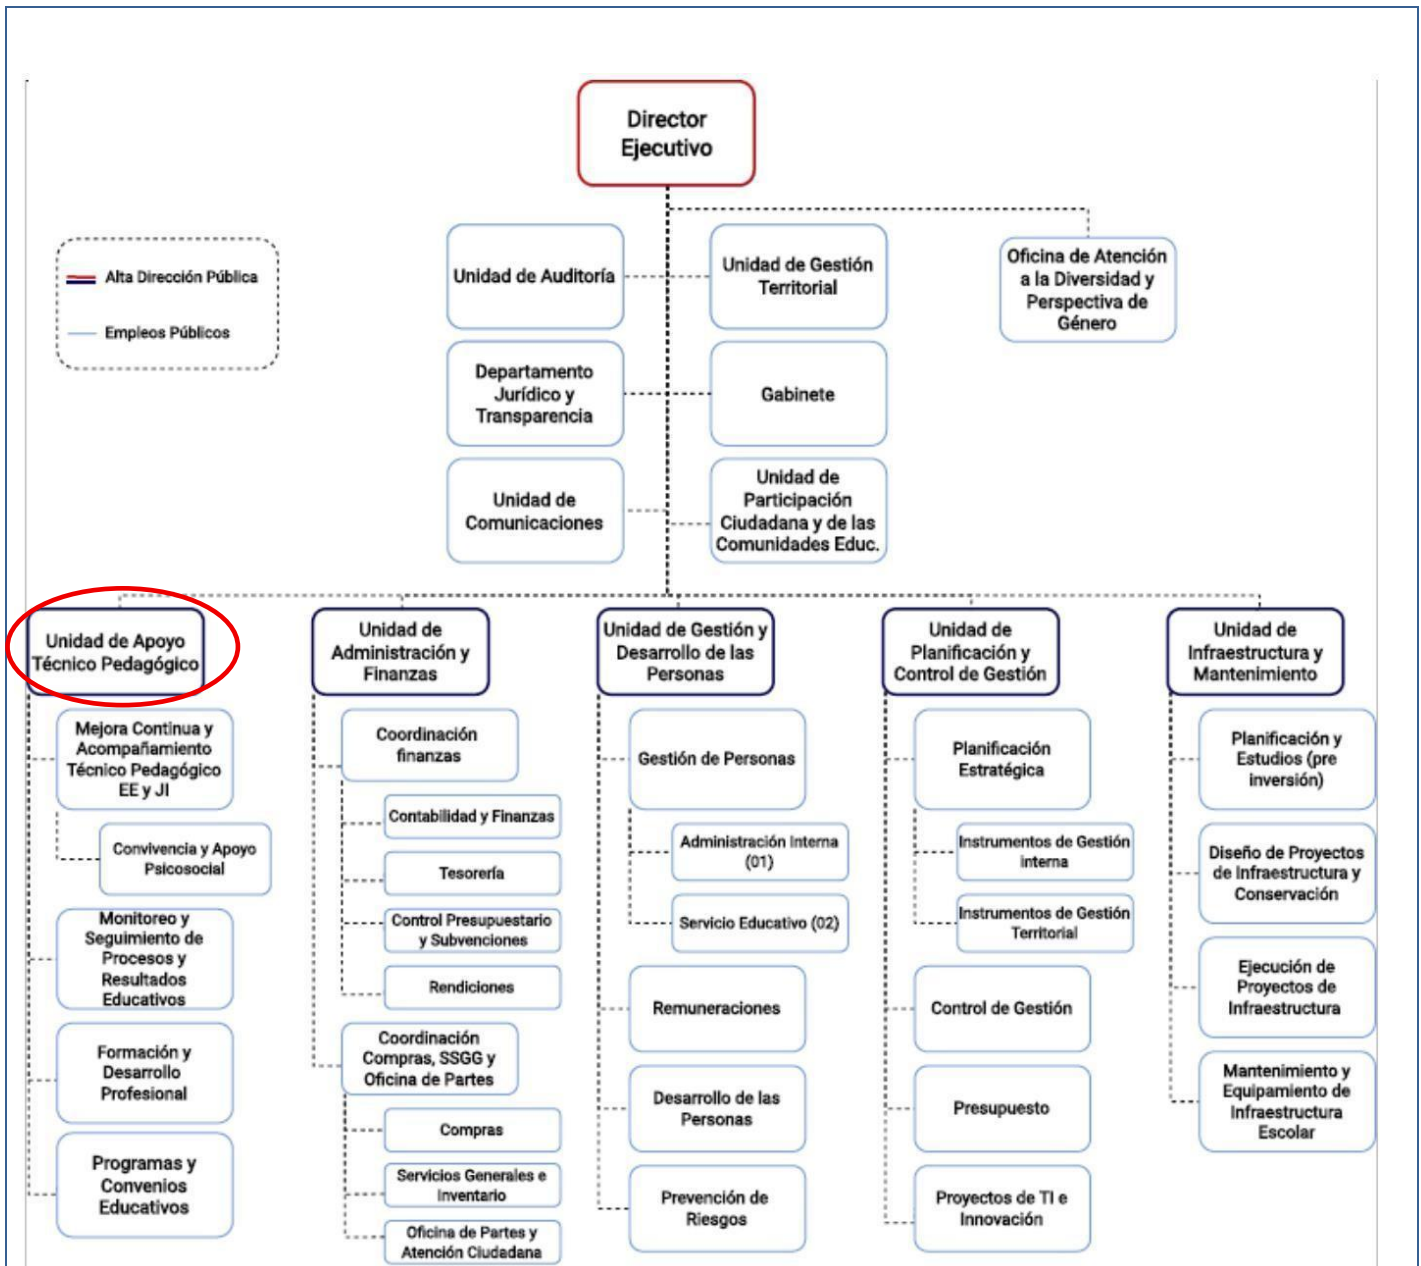 Director
Ejecutivo
Alta Dirección Pública
Empleos Públicos
Unidad de Auditoría
Unidad de Gestión
Territorial
Oficina de Atención
a la Diversidad y
Perspectiva de
Género
Departamento
Jurídico y
Transparencia
Gabinete
Unidad de
Comunicaciones
Unidad de
Participación
Ciudadana y de las
Comunidades Educ.
Unidad de Apoyo
Técnico Pedagógico
Unidad de
Administración y
Finanzas
Unidad de Gestión y
Desarrollo de las
Personas
Unidad de
Planificación y
Control de Gestión
Unidad de
Infraestructura y
Mantenimiento
Mejora Continua y
Acompañamiento
Técnico Pedagógico
EE y JI
Convivencia y Apoyo
Psicosocial
Monitoreo y
Seguimiento de
Procesos y
Resultados
Educativos
Formación y
Desarrollo
Profesional
Programas y
Convenios
Educativos
Coordinación
finanzas
Contabilidad y Finanzas
Tesorería
Control Presupuestario
y Subvenciones
Rendiciones
Coordinación
Compras, SSGG y
Oficina de Partes
Compras
Servicios Generales e
Inventario
Oficina de Partes y
Atención Ciudadana
Gestión de Personas
Administración Interna
(01)
Servicio Educativo (02)
Remuneraciones
Desarrollo de las
Personas
Prevención de
Riesgos
Planificación
Estratégica
Instrumentos de Gestión
interna
Instrumentos de Gestión
Territorial
Control de Gestión
Presupuesto
Proyectos de TI e
Innovación
Planificación y
Estudios (pre
inversión)
Diseño de Proyectos
de Infraestructura y
Conservación
Ejecución de
Proyectos de
Infraestructura
Mantenimiento y
Equipamiento de
Infraestructura
Escolar